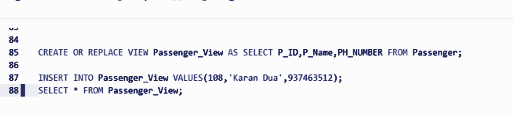 84
85 CREATE OR REPLACE VIEW Passenger_View AS SELECT P_ID,P_Name,PH_NUMBER FROM Passenger;
86
87 INSERT INTO Passenger_View VALUES(108,'Karan Dua',937463512);
88 SELECT * FROM Passenger_View;